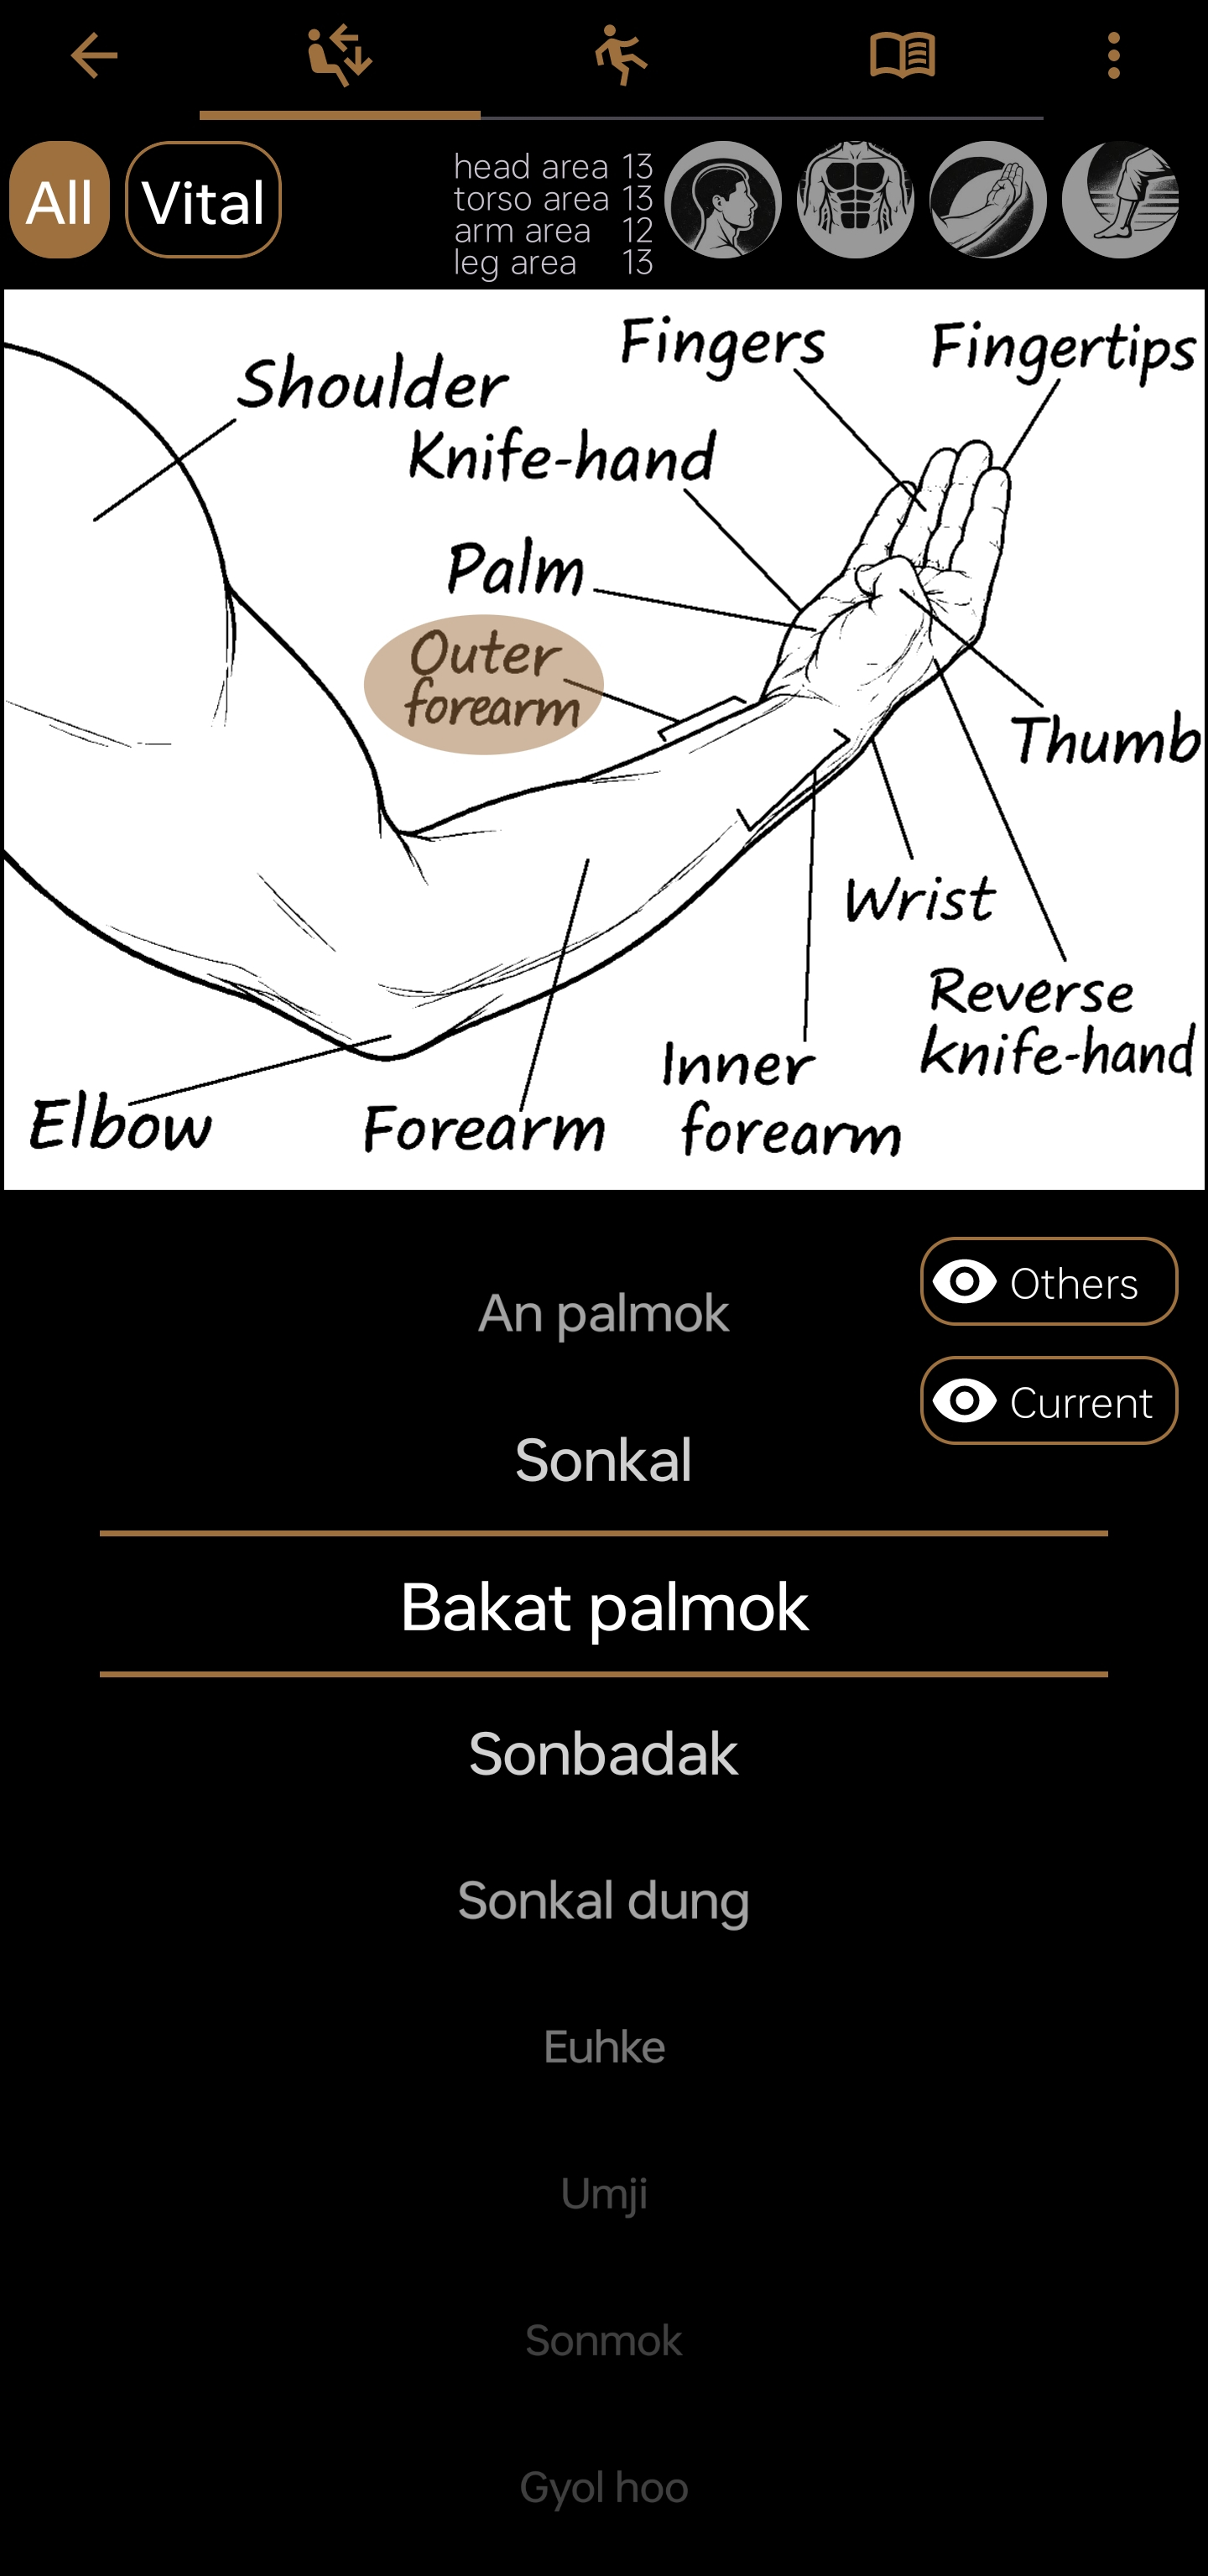 All
Vital
head area 13
torso area 13
arm area 12
leg area 13
Fingers
Fingertips
Shoulder
Knife-hand
Palm
Outer
forearm
Thumb
Wrist
Reverse
knife-hand
Inner
forearm
Elbow
Forearm
An palmok
Others
Current
Sonkal
Bakat palmok
Sonbadak
Sonkal dung
Euhke
Umji
Sonmok
Gyol hoo